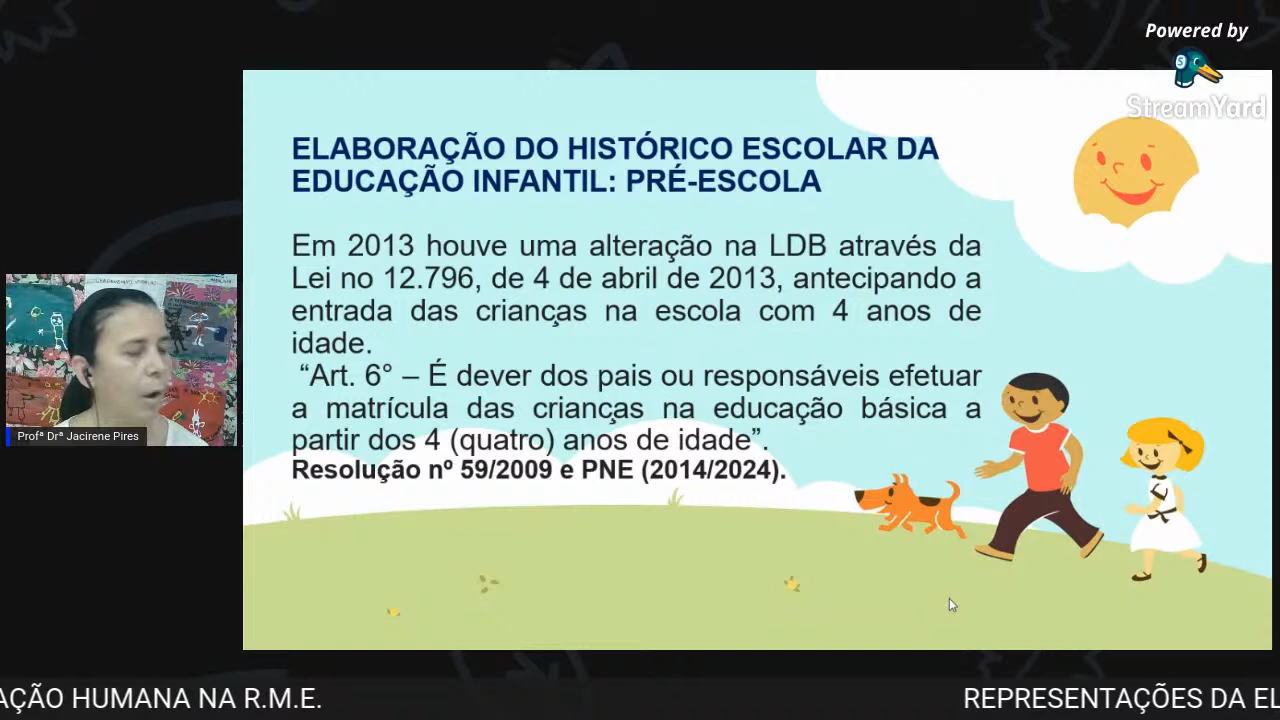 Powered by
StreamYard
ELABORAÇÃO DO HISTÓRICO ESCOLAR DA
EDUCAÇÃO INFANTIL: PRÉ-ESCOLA
Em 2013 houve uma alteração na LDB através da
Lei no 12.796, de 4 de abril de 2013, antecipando a
entrada das crianças na escola com 4 anos de
idade.
“Art. 6° – É dever dos pais ou responsáveis efetuar
a matrícula das crianças na educação básica a
partir dos 4 (quatro) anos de idade”.
Resolução nº 59/2009 e PNE (2014/2024).
Profª Drª Jacirene Pires
AÇÃO HUMANA NA R.M.E.
REPRESENTAÇÕES DA EL